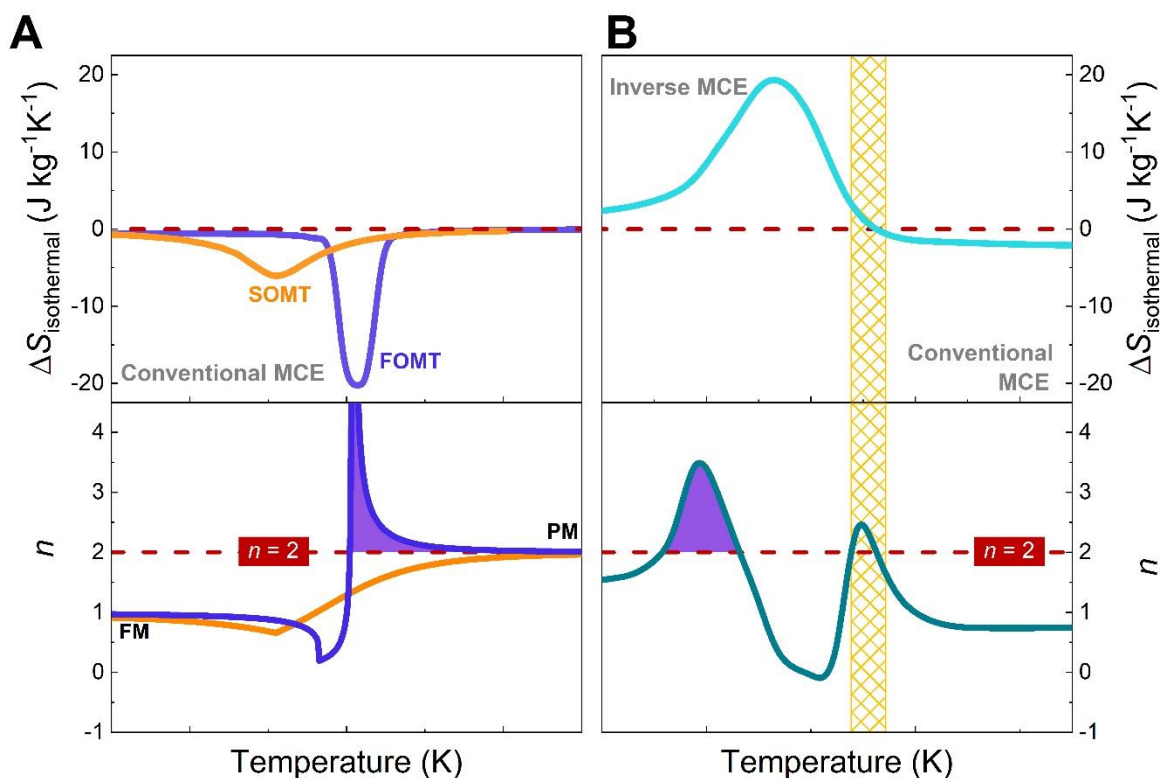 A
ΔS_isothermal (J kg⁻¹K⁻¹)
20
10
0
-10
-20
SOMT
FOMT
Conventional MCE
n
4
3
2
1
0
-1
n = 2
PM
FM
Temperature (K)
B
Inverse MCE
Conventional
MCE
20
10
0
-10
-20
ΔS_isothermal (J kg⁻¹K⁻¹)
n = 2
4
3
2
1
0
-1
n
Temperature (K)